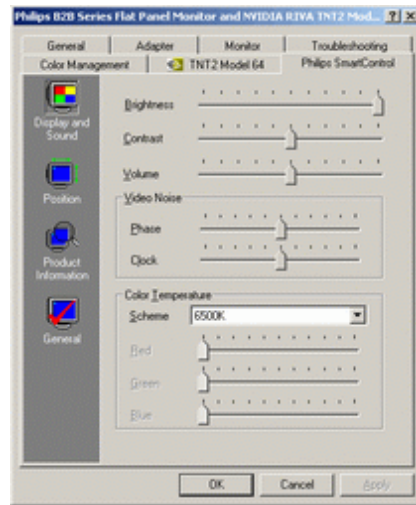 Philips B2B Series Flat Panel Monitor and NVIDIA RIVA TNT2 Mod...
General Adapter Monitor Troubleshooting
Color Management TNT2 Model 64 Philips SmartControl
Display and
Sound
Position
Product
Information
General
Brightness
Contrast
Volume
Video Noise
Phase
Clock
Color Temperature
Scheme 6500K
Red
Green
Blue
OK Cancel Apply